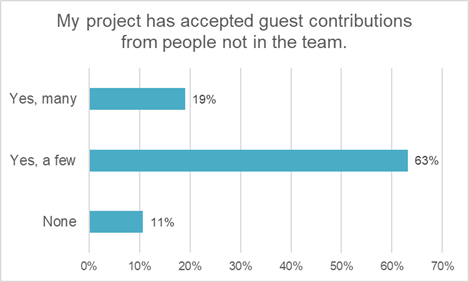 My project has accepted guest contributions
from people not in the team.
Yes, many
19%
Yes, a few
63%
None
11%
0% 10% 20% 30% 40% 50% 60% 70%